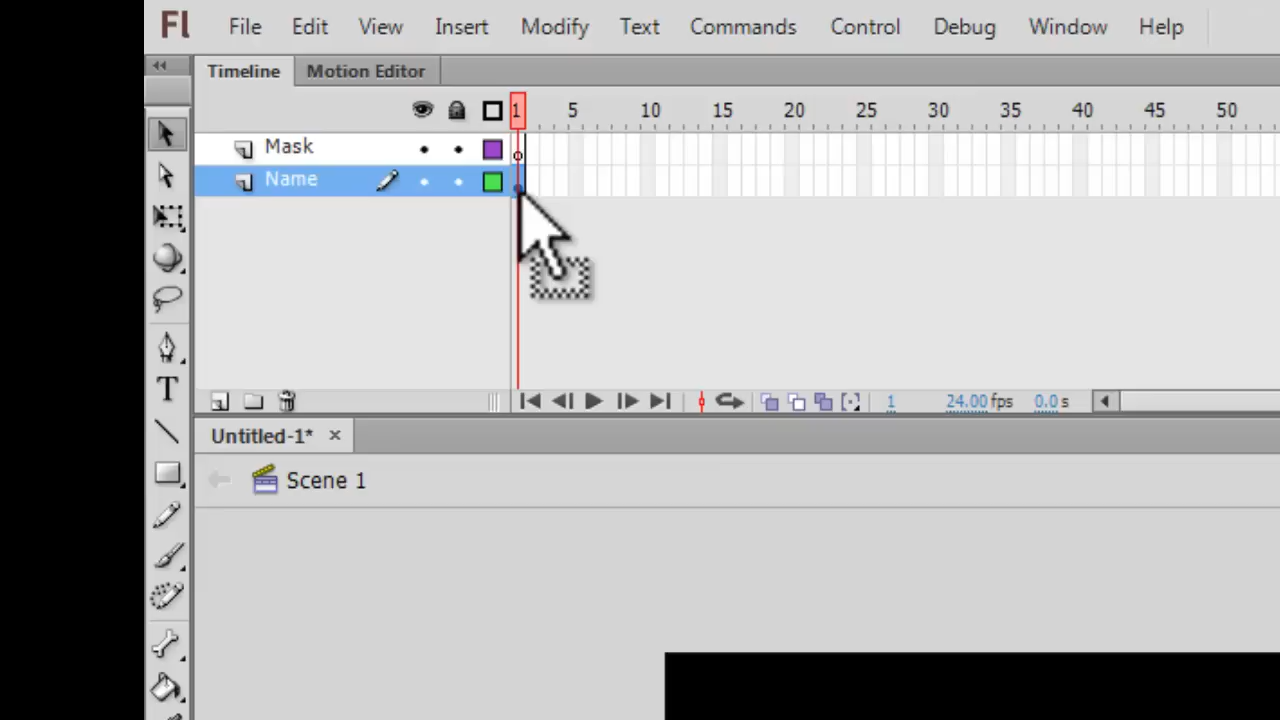 Fl File Edit View Insert Modify Text Commands Control Debug Window Help
Timeline Motion Editor
1 5 10 15 20 25 30 35 40 45 50
Mask
Name
1 24.00 fps 0.0 s
Untitled-1* ×
Scene 1
T